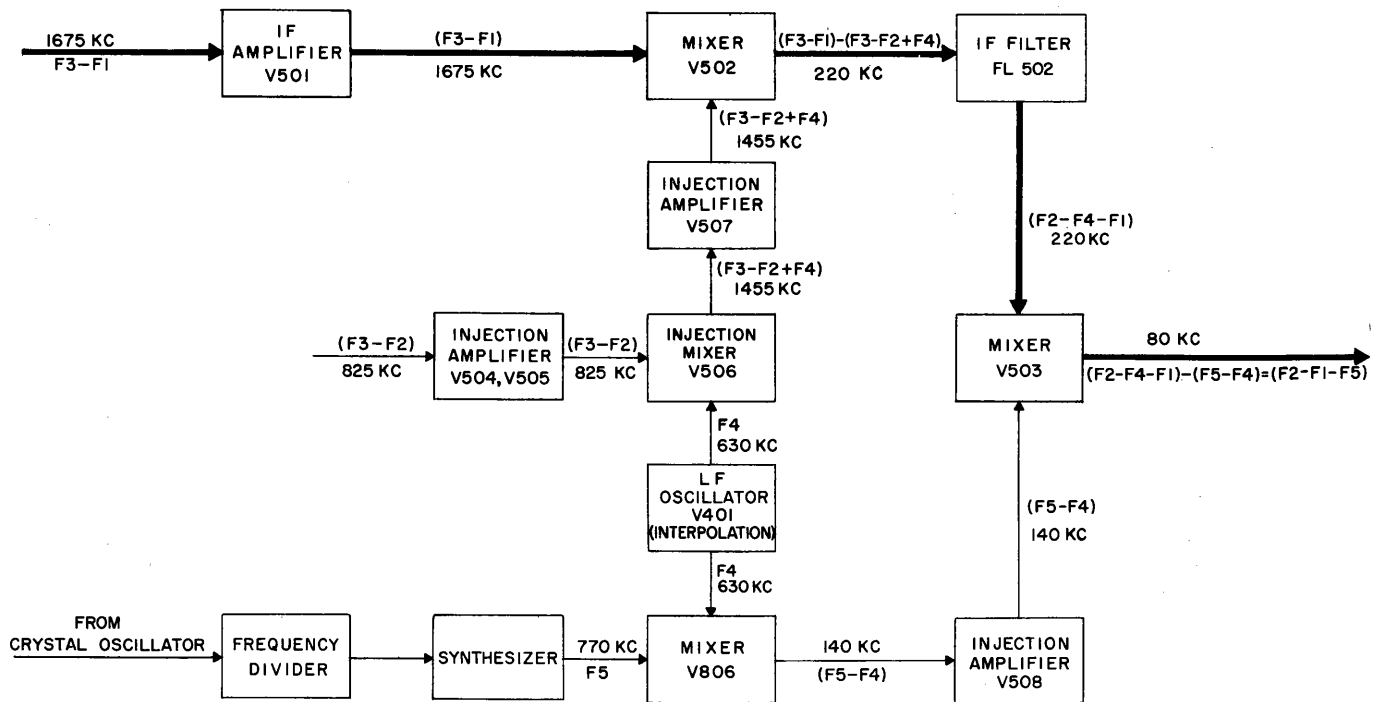 1675 KC
F3-F1
IF
AMPLIFIER
V501
(F3-F1)
1675 KC
MIXER
V502
(F3-F1)-(F3-F2+F4)
220 KC
IF FILTER
FL 502
(F3-F2+F4)
1455 KC
INJECTION
AMPLIFIER
V507
(F2-F4-F1)
220 KC
(F3-F2+F4)
1455 KC
(F3-F2)
825 KC
INJECTION
AMPLIFIER
V504, V505
(F3-F2)
825 KC
INJECTION
MIXER
V506
MIXER
V503
80 KC
(F2-F4-F1)-(F5-F4)=(F2-F1-F5)
F4
630 KC
LF
OSCILLATOR
V401
(INTERPOLATION)
(F5-F4)
140 KC
F4
630 KC
FROM
CRYSTAL OSCILLATOR
FREQUENCY
DIVIDER
SYNTHESIZER
770 KC
F5
MIXER
V806
140 KC
(F5-F4)
INJECTION
AMPLIFIER
V508